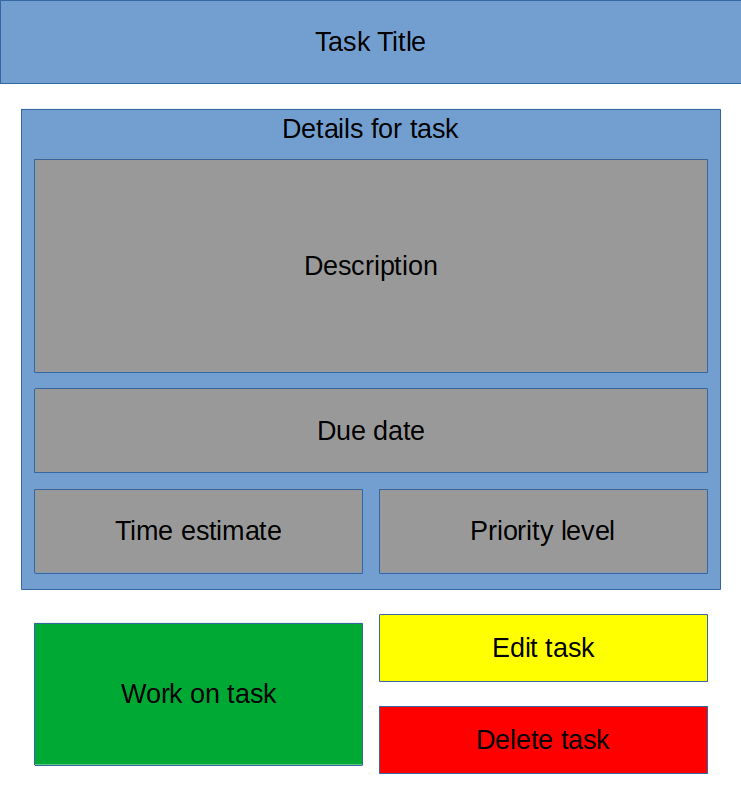 Task Title
Details for task
Description
Due date
Time estimate
Priority level
Work on task
Edit task
Delete task